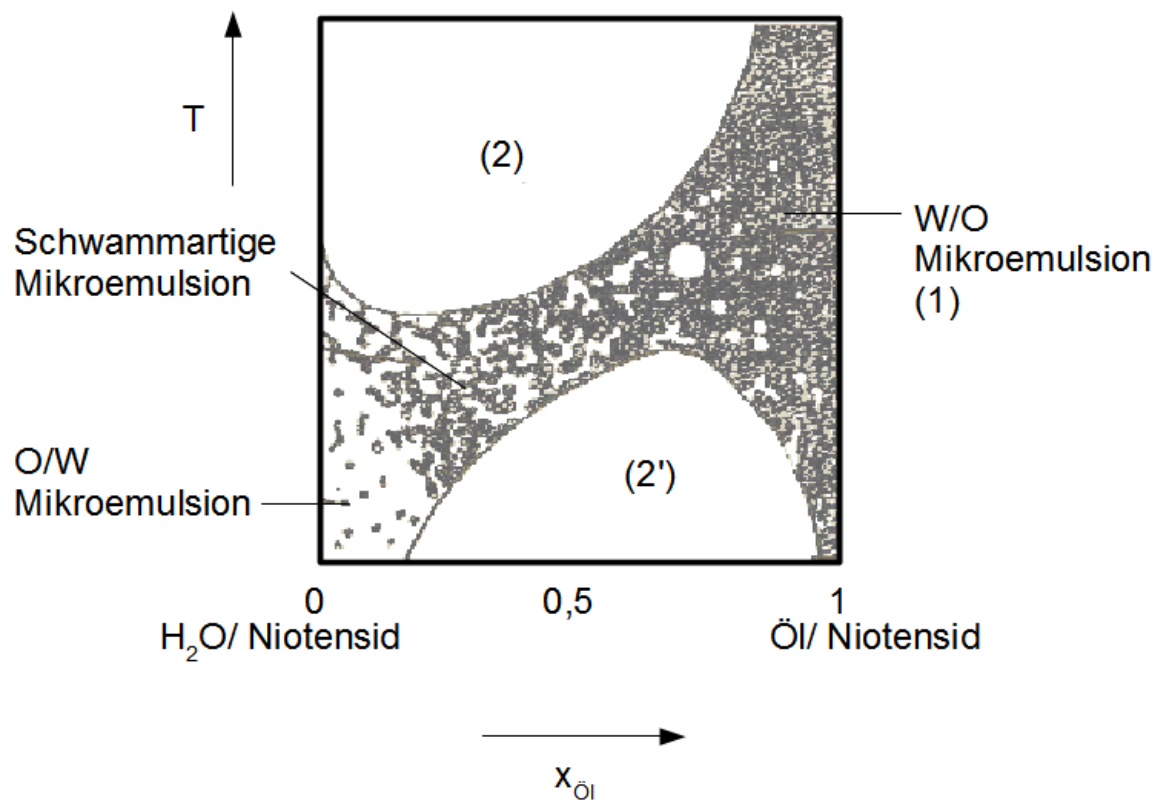 T
(2)
Schwammartige
Mikroemulsion
W/O
Mikroemulsion
(1)
O/W
Mikroemulsion
(2')
0
0,5
1
H₂O/ Niotensid
Öl/ Niotensid
xÖl